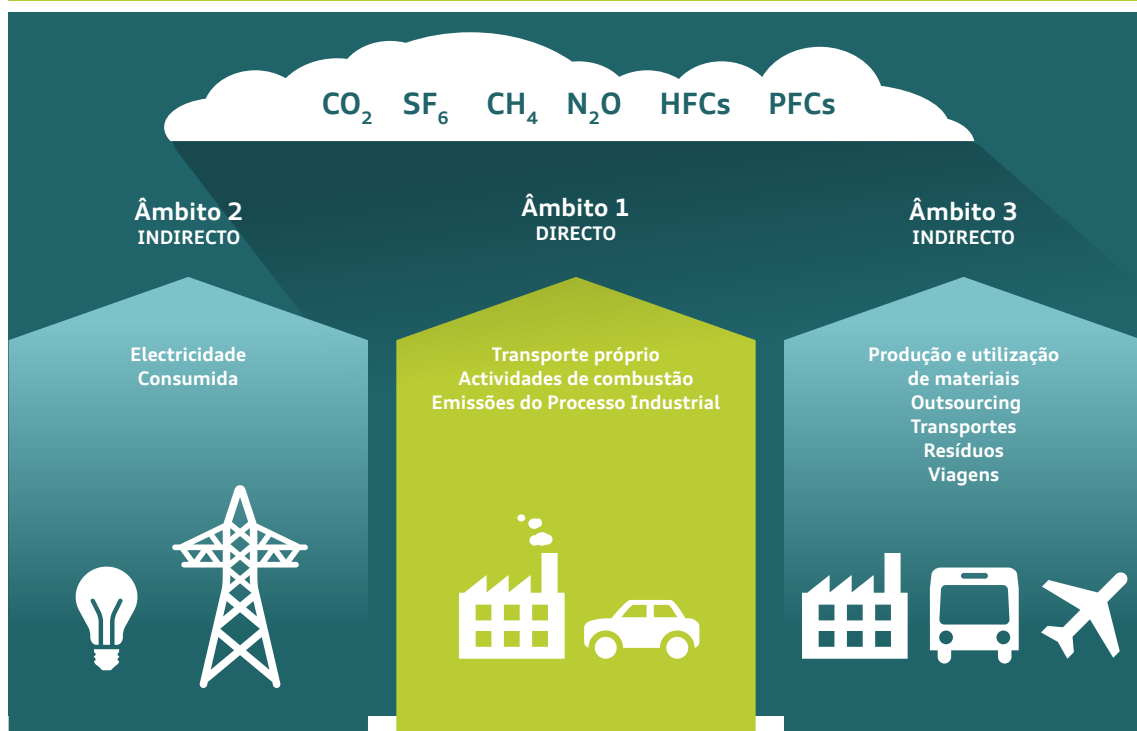 CO₂ SF₆ CH₄ N₂O HFCs PFCs
Âmbito 2
INDIRECTO
Electricidade
Consumida
Âmbito 1
DIRECTO
Transporte próprio
Actividades de combustão
Emissões do Processo Industrial
Âmbito 3
INDIRECTO
Produção e utilização
de materiais
Outsourcing
Transportes
Resíduos
Viagens